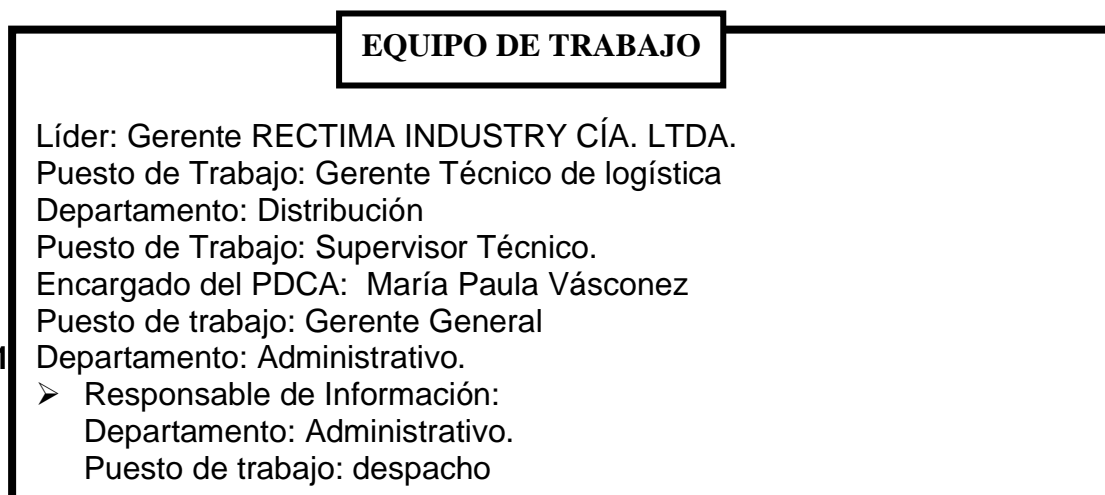 EQUIPO DE TRABAJO
Líder: Gerente RECTIMA INDUSTRY CÍA. LTDA.
Puesto de Trabajo: Gerente Técnico de logística
Departamento: Distribución
Puesto de Trabajo: Supervisor Técnico.
Encargado del PDCA:  María Paula Vásconez
Puesto de trabajo: Gerente General
Departamento: Administrativo.
➢ Responsable de Información:
Departamento: Administrativo.
Puesto de trabajo: despacho